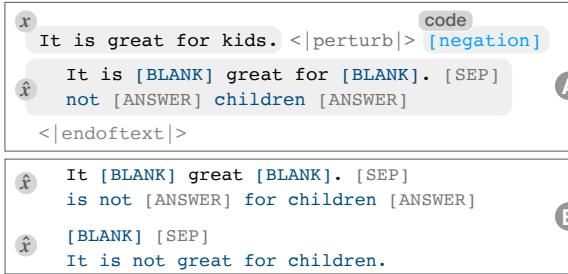 x code
It is great for kids. <|perturb|> [negation]
It is [BLANK] great for [BLANK]. [SEP]
x̂ A
not [ANSWER] children [ANSWER]
<|endoftext|>
It [BLANK] great [BLANK]. [SEP]
x̂
is not [ANSWER] for children [ANSWER]
[BLANK] [SEP]
x̂
It is not great for children.